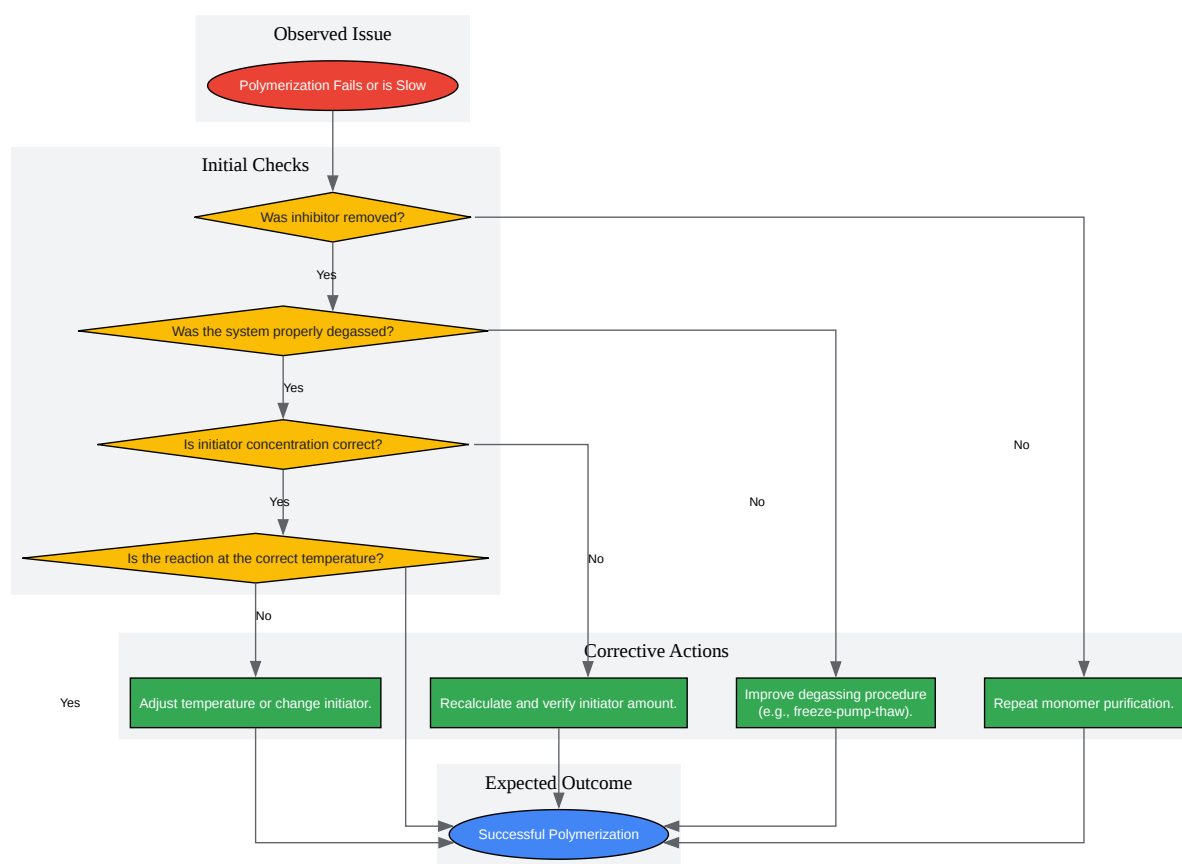 Observed Issue
Polymerization Fails or is Slow
Initial Checks
Was inhibitor removed?
Yes
Was the system properly degassed?
Yes
Is initiator concentration correct?
No
Yes
No
Is the reaction at the correct temperature?
No
No
Corrective Actions
Yes
Adjust temperature or change initiator.
Recalculate and verify initiator amount.
Improve degassing procedure
(e.g., freeze-pump-thaw).
Repeat monomer purification.
Expected Outcome
Successful Polymerization